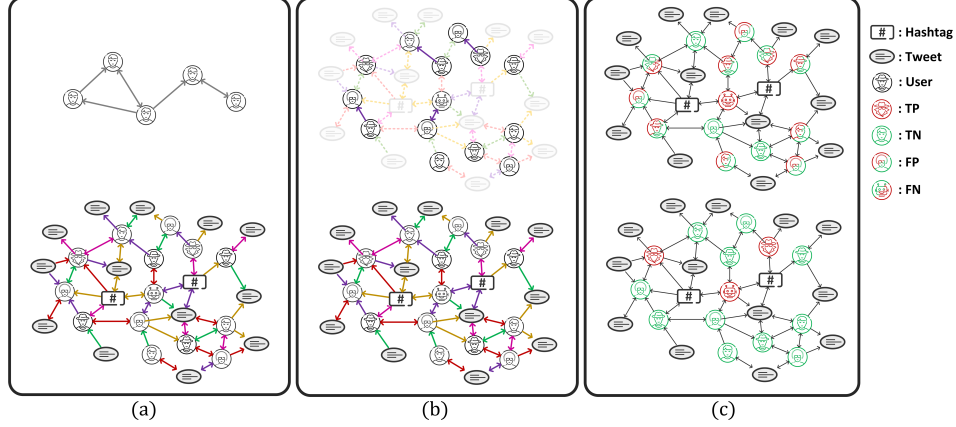 # : Hashtag
: Tweet
: User
: TP
: TN
: FP
: FN
#
#
#
#
#
#
#
#
#
#
(a)
(b)
(c)